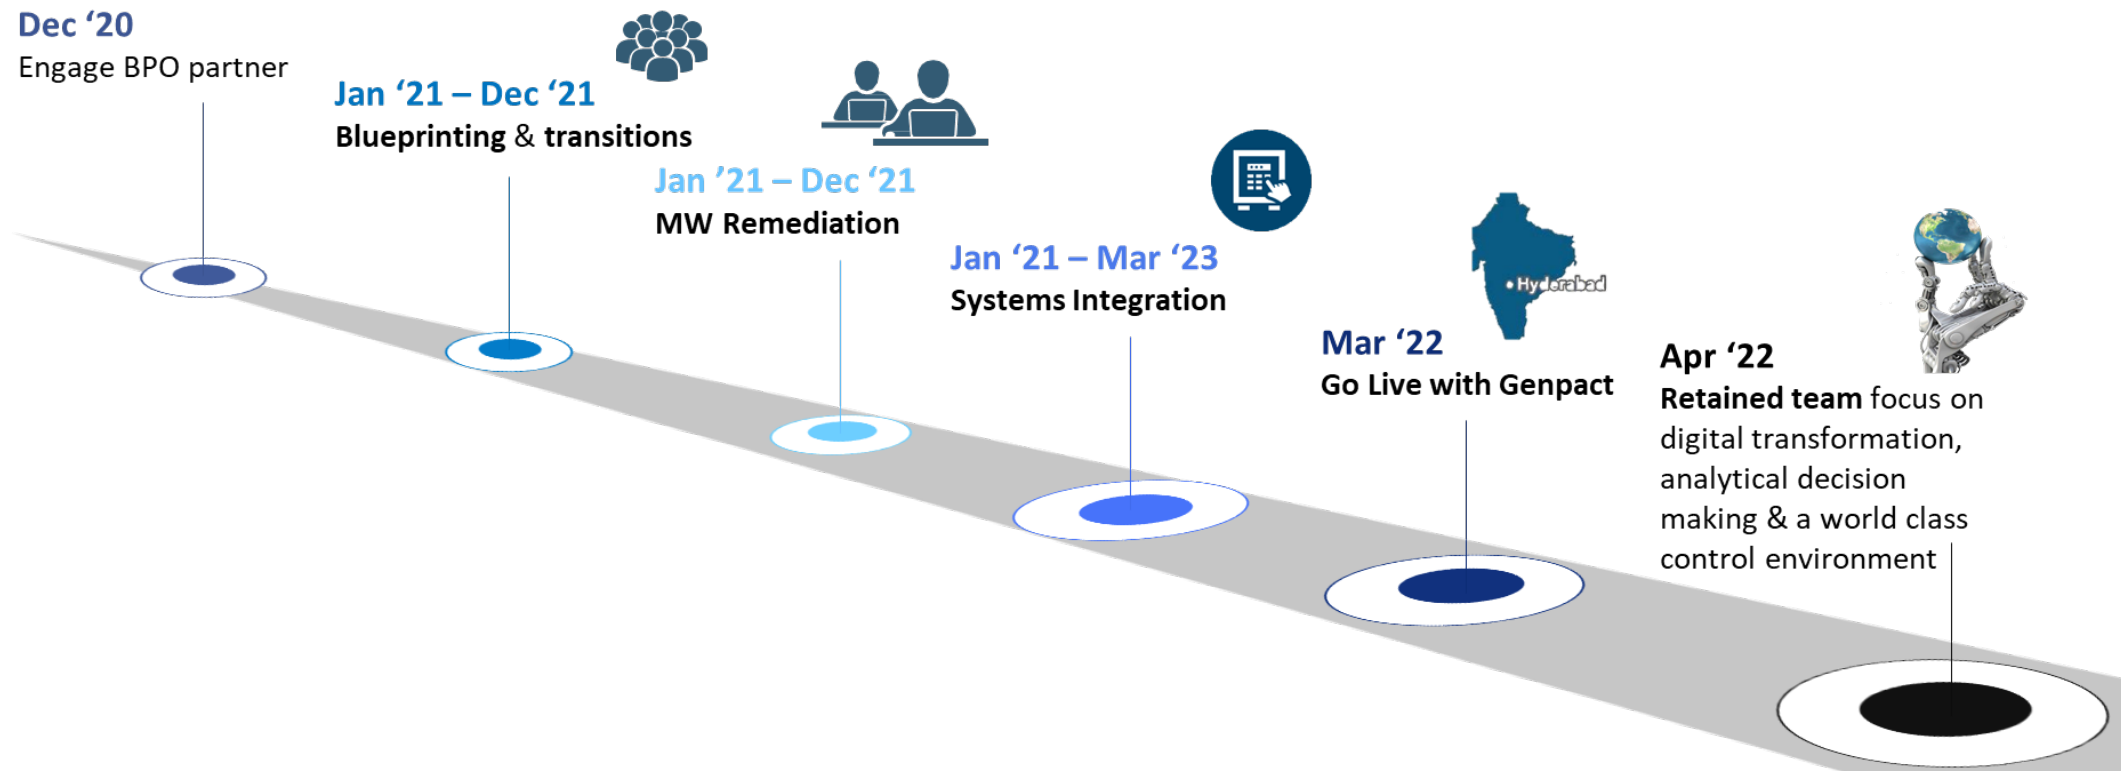 Dec ‘20
Engage BPO partner
Jan ‘21 – Dec ‘21
Blueprinting & transitions
Jan ’21 – Dec ‘21
MW Remediation
Jan ‘21 – Mar ‘23
Systems Integration
Hyderabad
Mar ‘22
Go Live with Genpact
Apr ‘22
Retained team focus on
digital transformation,
analytical decision
making & a world class
control environment